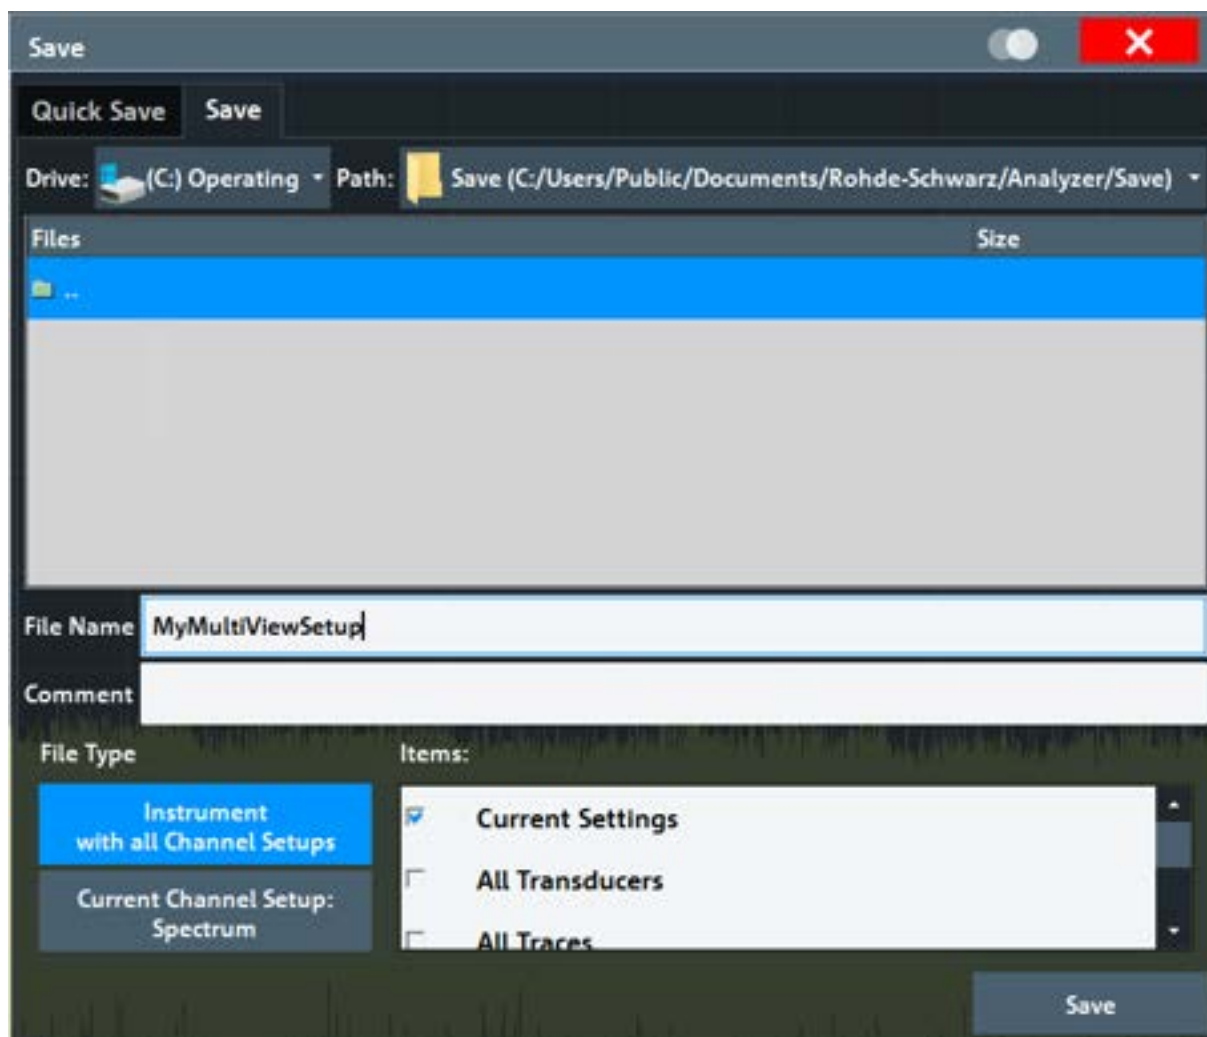 Save
Quick Save Save
Drive: (C:) Operating Path: Save (C:/Users/Public/Documents/Rohde-Schwarz/Analyzer/Save)
Files Size
..
File Name MyMultiViewSetup
Comment
File Type Items:
Instrument
with all Channel Setups
Current Channel Setup:
Spectrum
Current Settings
All Transducers
All Traces
Save